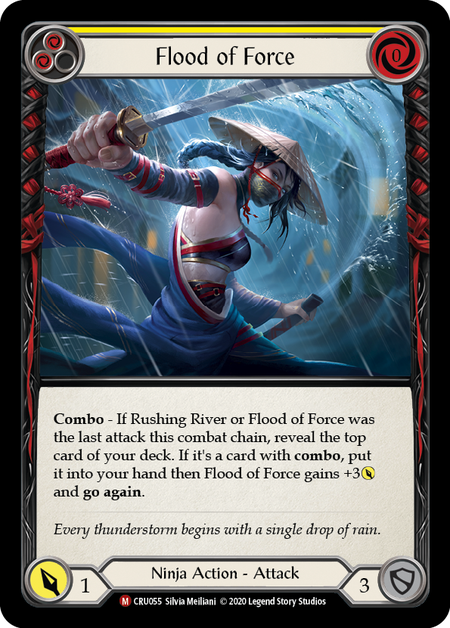 Flood of Force
0
Combo - If Rushing River or Flood of Force was
the last attack this combat chain, reveal the top
card of your deck. If it's a card with combo, put
it into your hand then Flood of Force gains +3
and go again.
Every thunderstorm begins with a single drop of rain.
1
Ninja Action - Attack
3
M CRU055 Silvia Meiliani © 2020 Legend Story Studios